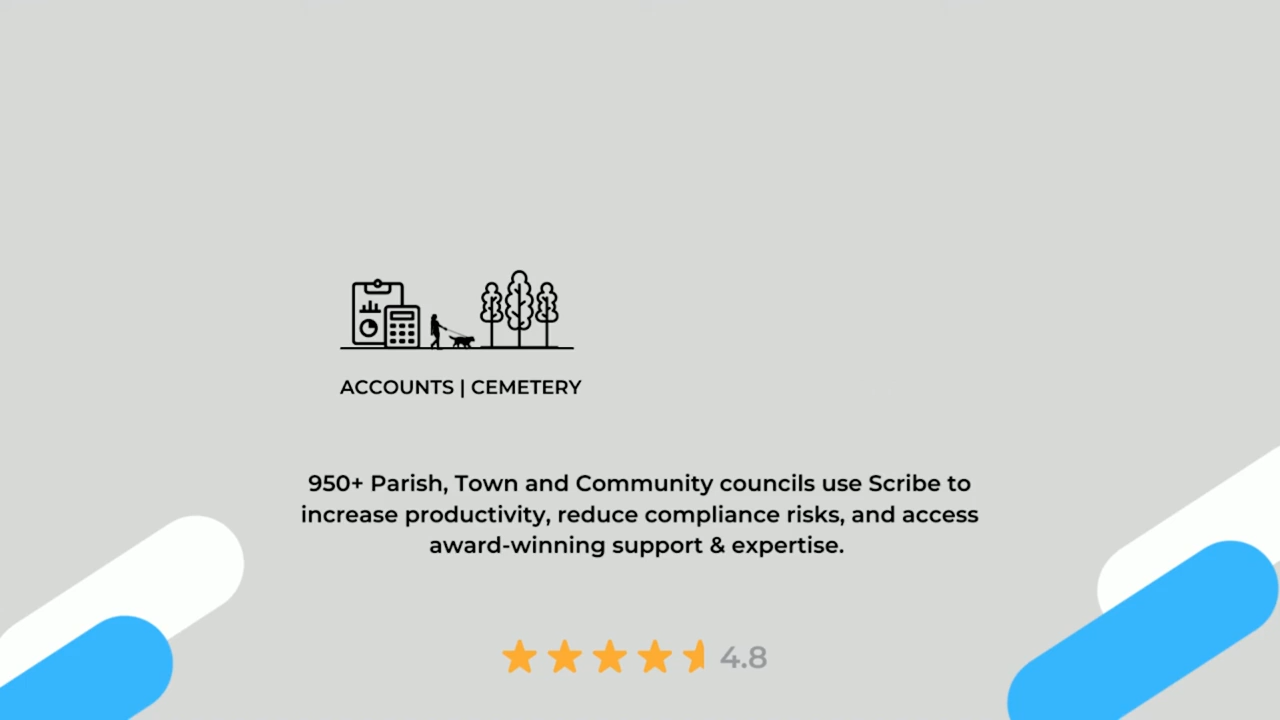 ACCOUNTS | CEMETERY
950+ Parish, Town and Community councils use Scribe to
increase productivity, reduce compliance risks, and access
award-winning support & expertise.
4.8